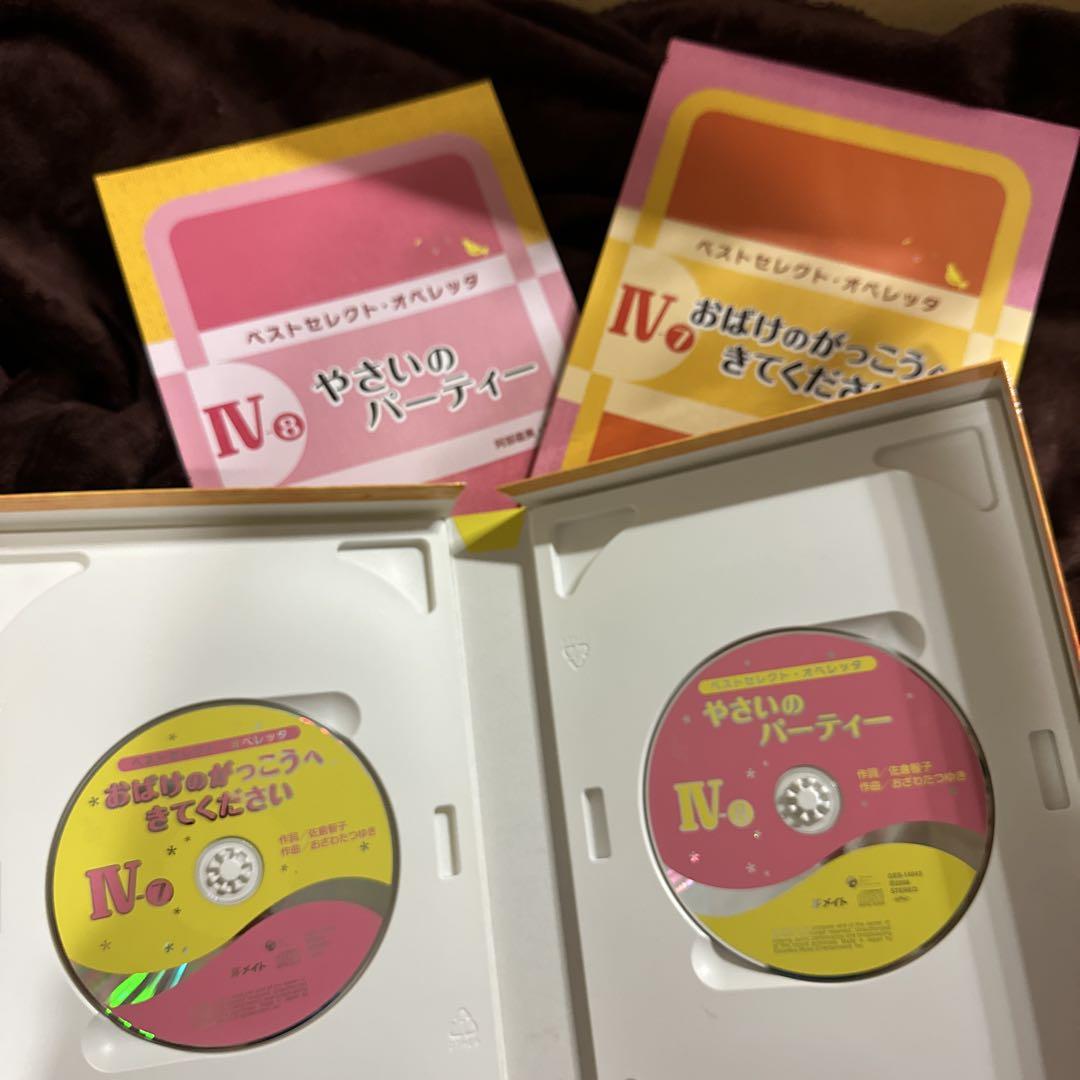 ベストセレクト・オペレッタ
IV-8
やさいの
パーティー
ベストセレクト・オペレッタ
IV-7
おばけのがっこうへ
きてくださ
おばけのがっこうへ
きてください
作詞/佐倉智子
作曲/おざわたつゆき
IV-7
メイト
ベストセレクト・オペレッタ
やさいの
パーティー
作詞/佐倉智子
作曲/おざわたつゆき
IV-8
メイト
STEREO